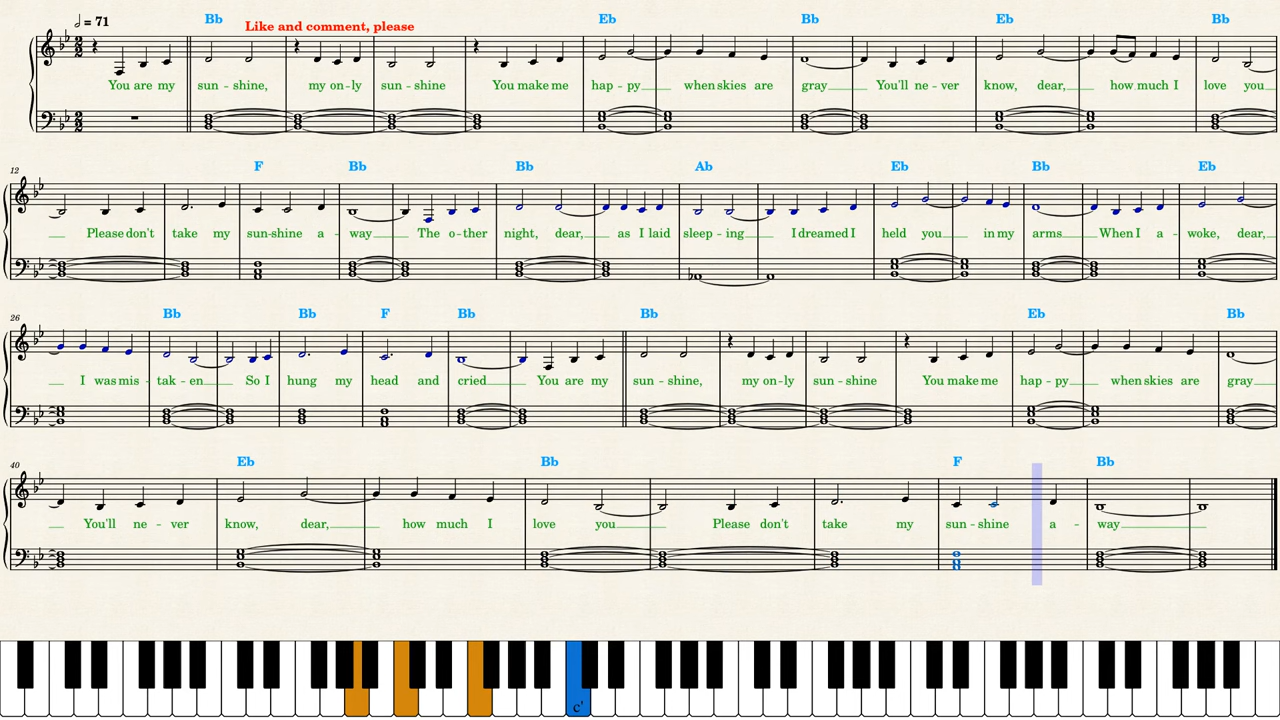 = 71
Bb Like and comment, please Eb Bb Eb Bb
You are my sun - shine, my on - ly sun - shine You make me hap - py when skies are gray You'll ne - ver know, dear, how much I love you
12
F Bb Bb Ab Eb Bb Eb
Please don't take my sun-shine a - way The o - ther night, dear, as I laid sleep - ing I dreamed I held you in my arms When I a - woke, dear,
26
Bb Bb F Bb Bb Eb Bb
I was mis - tak - en So I hung my head and cried You are my sun - shine, my on - ly sun - shine You make me hap - py when skies are gray
40
Eb Bb F Bb
You'll ne - ver know, dear, how much I love you Please don't take my sun - shine a - way
c'